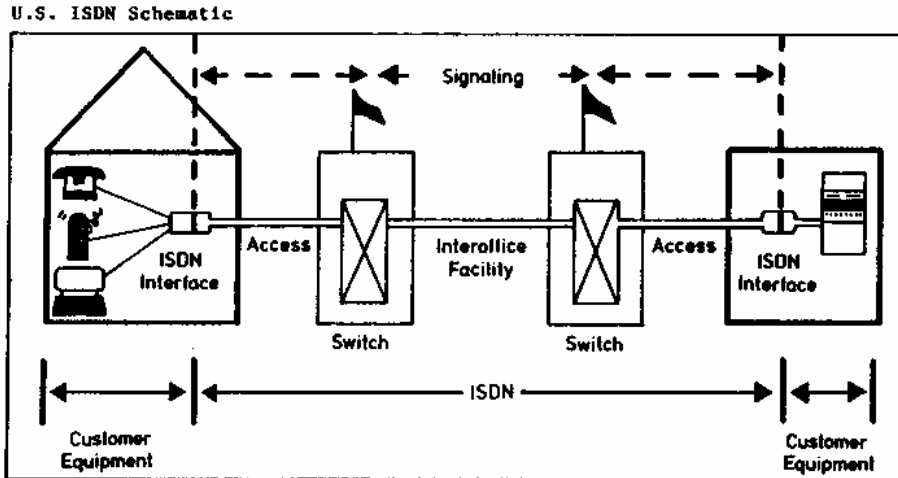 U.S. ISDN Schematic
Signaling
Access
Interoffice
Facility
Access
ISDN
Interface
ISDN
Interface
Switch
Switch
ISDN
Customer
Equipment
Customer
Equipment